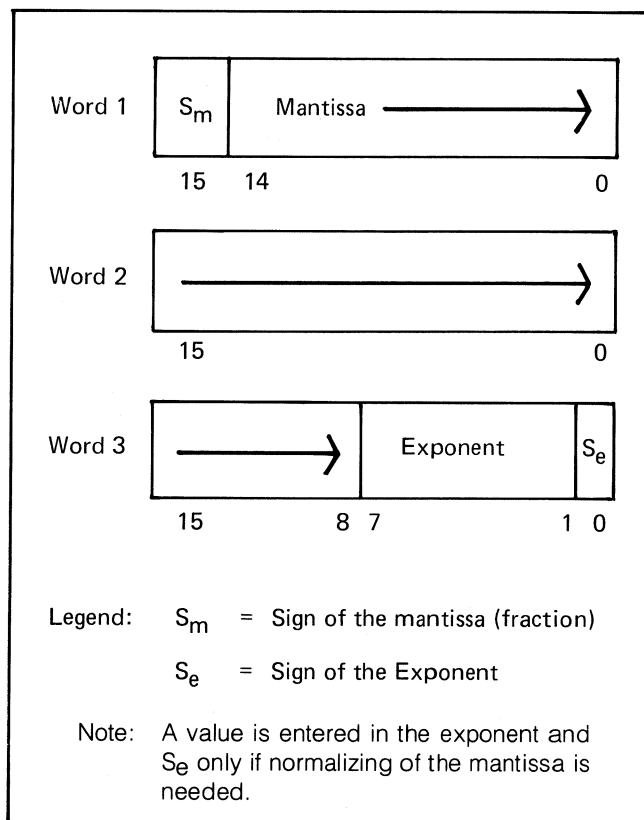 Word 1 Sm Mantissa
15 14 0
Word 2
15 0
Word 3 Exponent Se
15 8 7 1 0
Legend: Sm = Sign of the mantissa (fraction)
Se = Sign of the Exponent
Note: A value is entered in the exponent and
Se only if normalizing of the mantissa is
needed.